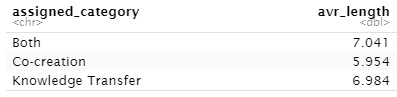 assigned_category avr_length
<chr> <dbl>
Both 7.041
Co-creation 5.954
Knowledge Transfer 6.984